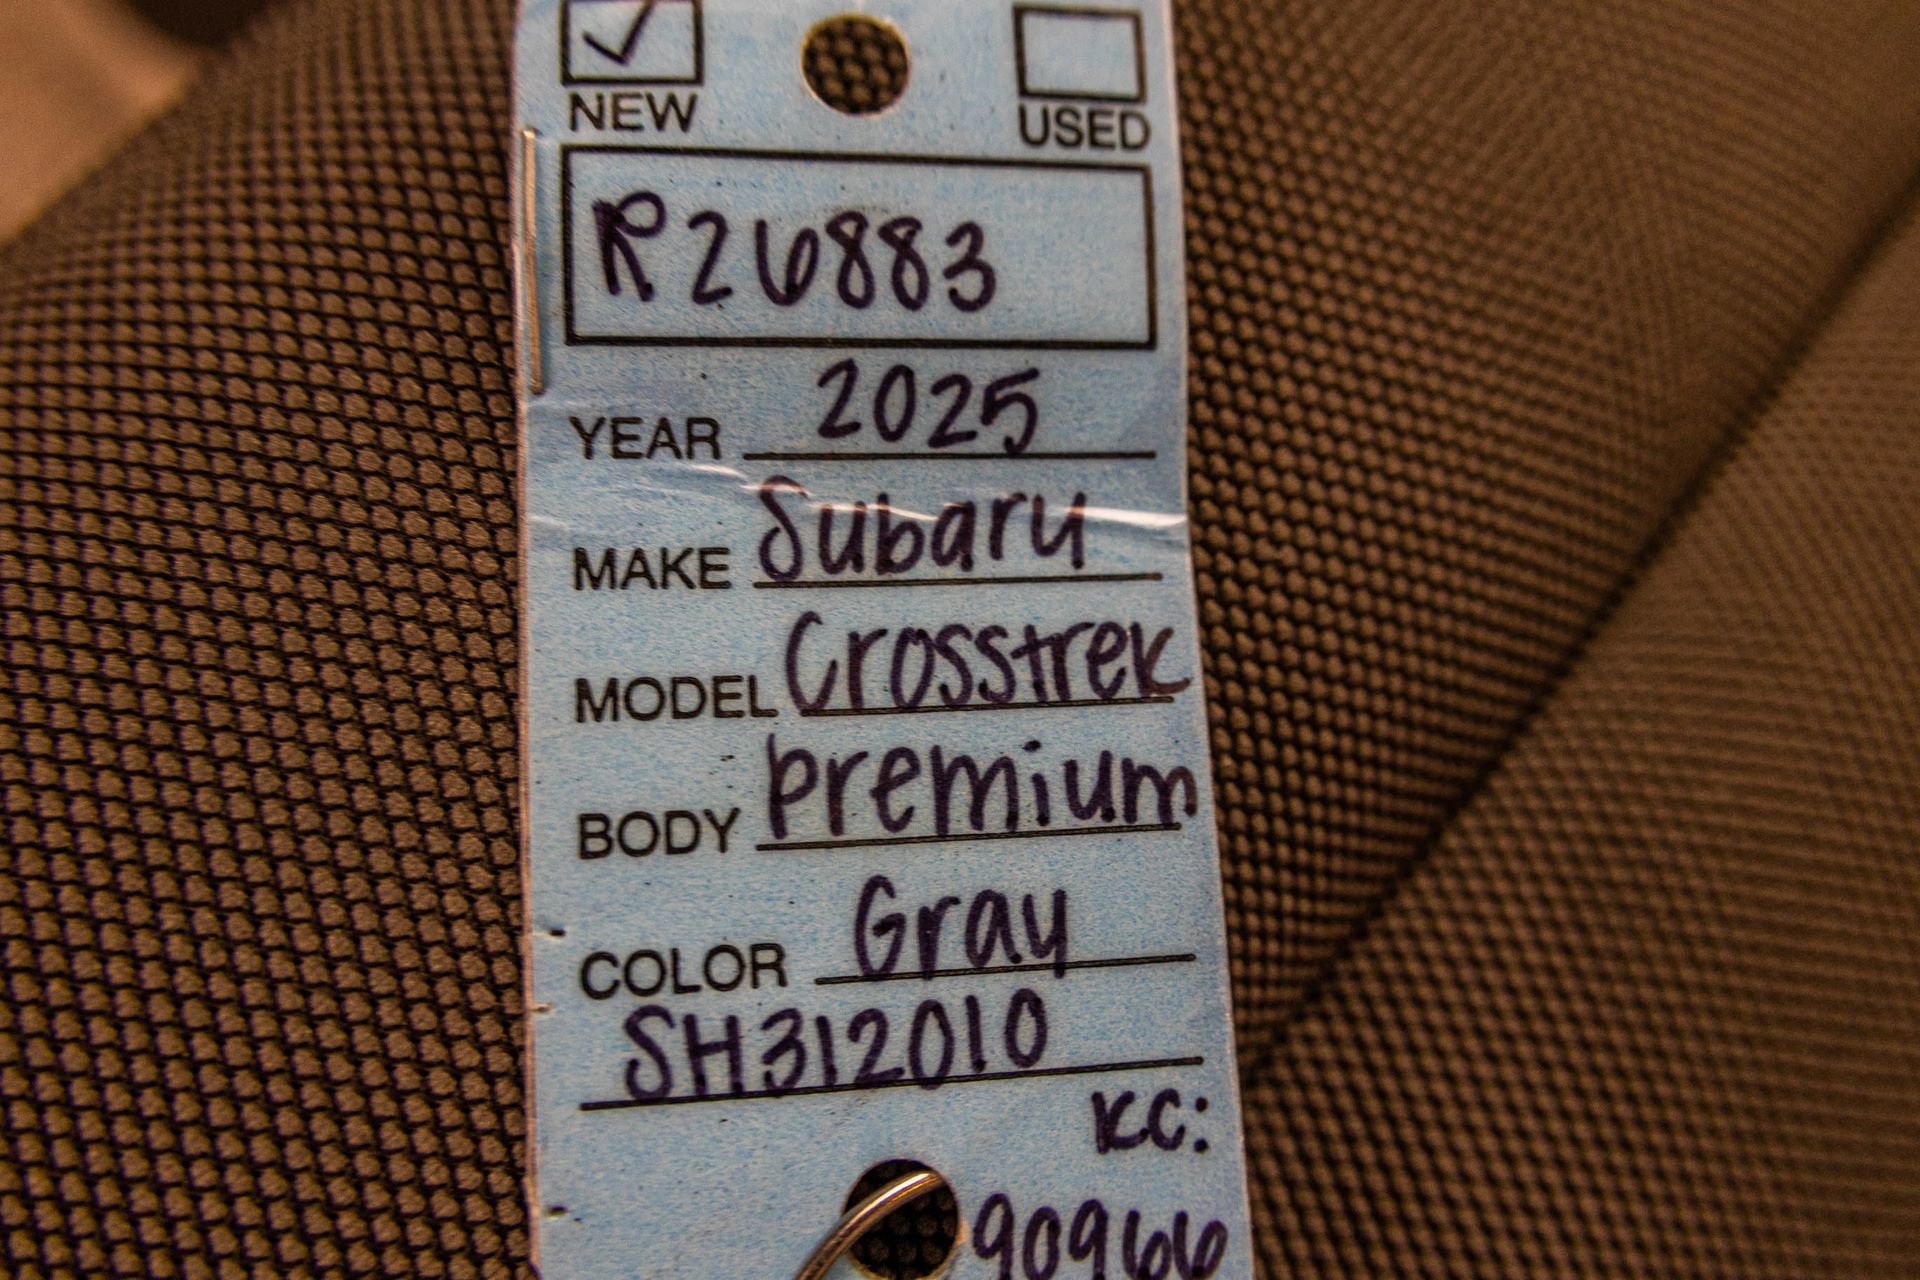 NEW USED
R26883
YEAR 2025
MAKE Subaru
MODEL Crosstrek
BODY premium
COLOR Gray
SH312010
KC:
90966